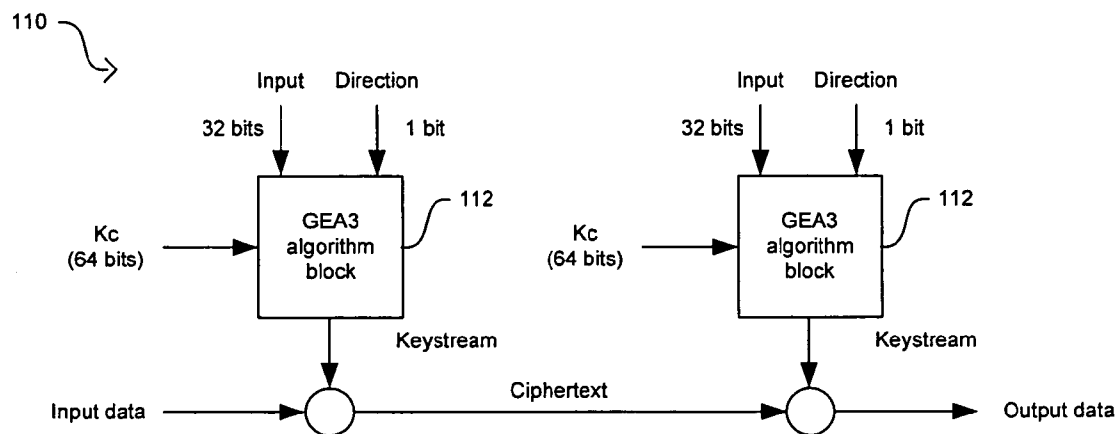 110
Input Direction
Input Direction
32 bits 1 bit
32 bits 1 bit
GEA3
algorithm
block
112
GEA3
algorithm
block
112
Kc
(64 bits)
Kc
(64 bits)
Keystream
Keystream
Input data
Ciphertext
Output data